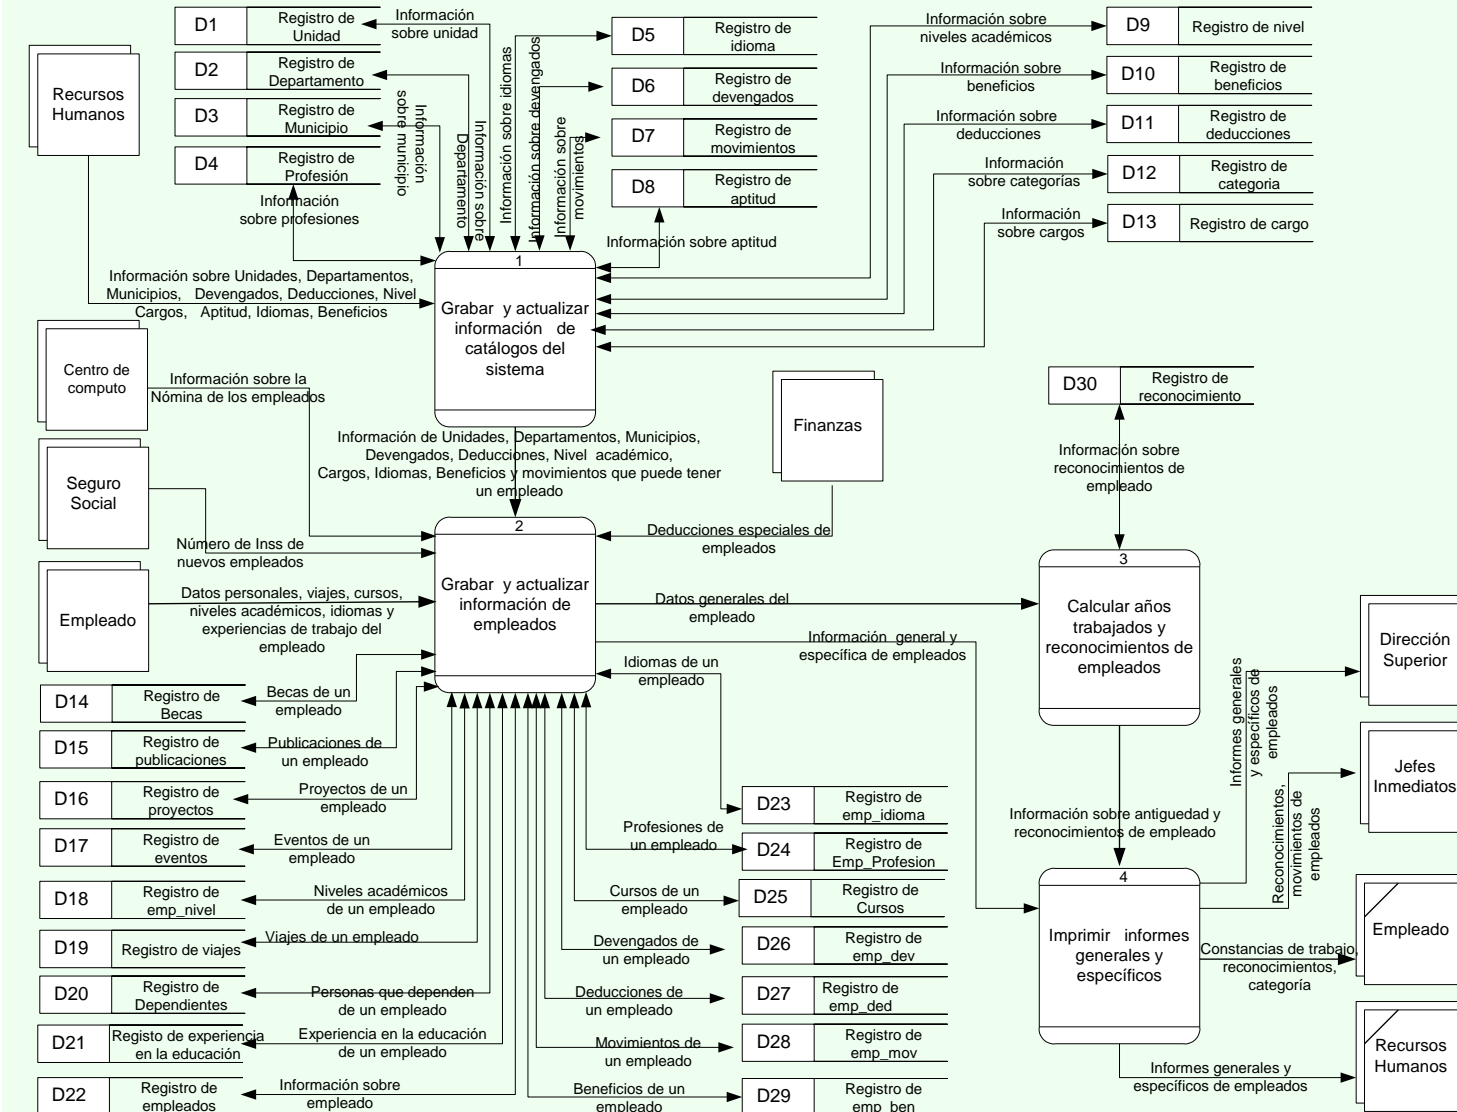 D1
Registro de
Unidad
Información
sobre unidad
D2
Registro de
Departamento
D3
Registro de
Municipio
D4
Registro de
Profesión
Información
sobre profesiones
Información
sobre municipio
Información sobre
Departamento
Información sobre idiomas
Información sobre devengados
Información sobre
movimientos
D5
Registro de
idioma
D6
Registro de
devengados
D7
Registro de
movimientos
D8
Registro de
aptitud
Información sobre aptitud
Información sobre
niveles académicos
D9
Registro de nivel
Información sobre
beneficios
D10
Registro de
beneficios
Información sobre
deducciones
D11
Registro de
deducciones
Información
sobre categorías
D12
Registro de
categoria
Información
sobre cargos
D13
Registro de cargo
Recursos
Humanos
Información sobre Unidades, Departamentos,
Municipios, Devengados, Deducciones, Nivel
Cargos, Aptitud, Idiomas, Beneficios
1
Grabar y actualizar
información de
catálogos del
sistema
Centro de
computo
Información sobre la
Nómina de los empleados
Información de Unidades, Departamentos, Municipios,
Devengados, Deducciones, Nivel académico,
Cargos, Idiomas, Beneficios y movimientos que puede tener
un empleado
Finanzas
Deducciones especiales de
empleados
D30
Registro de
reconocimiento
Información sobre
reconocimientos de
empleado
Seguro
Social
Número de Inss de
nuevos empleados
Empleado
Datos personales, viajes, cursos,
niveles académicos, idiomas y
experiencias de trabajo del
empleado
2
Grabar y actualizar
información de
empleados
Datos generales del
empleado
Información general y
específica de empleados
3
Calcular años
trabajados y
reconocimientos de
empleados
Idiomas de un
empleado
D14
Registro de
Becas
Becas de un
empleado
D15
Registro de
publicaciones
Publicaciones de
un empleado
D16
Registro de
proyectos
Proyectos de un
empleado
D17
Registro de
eventos
Eventos de un
empleado
D18
Registro de
emp_nivel
Niveles académicos
de un empleado
D19
Registro de viajes
Viajes de un empleado
D20
Registro de
Dependientes
Personas que dependen
de un empleado
D21
Registo de experiencia
en la educación
Experiencia en la educación
de un empleado
D22
Registro de
empleados
Información sobre
empleado
D23
Registro de
emp_idioma
Profesiones de
un empleado
D24
Registro de
Emp_Profesion
Cursos de un
empleado
D25
Registro de
Cursos
Devengados de
un empleado
D26
Registro de
emp_dev
Deducciones de
un empleado
D27
Registro de
emp_ded
Movimientos de
un empleado
D28
Registro de
emp_mov
Beneficios de un
empleado
D29
Registro de
emp_ben
Información sobre antiguedad y
reconocimientos de empleado
4
Imprimir informes
generales y
específicos
Informes generales
y específicos de
empleados
Dirección
Superior
Reconocimientos,
movimientos de
empleados
Jefes
Inmediatos
Constancias de trabajo,
reconocimientos,
categoría
Empleado
Informes generales y
específicos de empleados
Recursos
Humanos